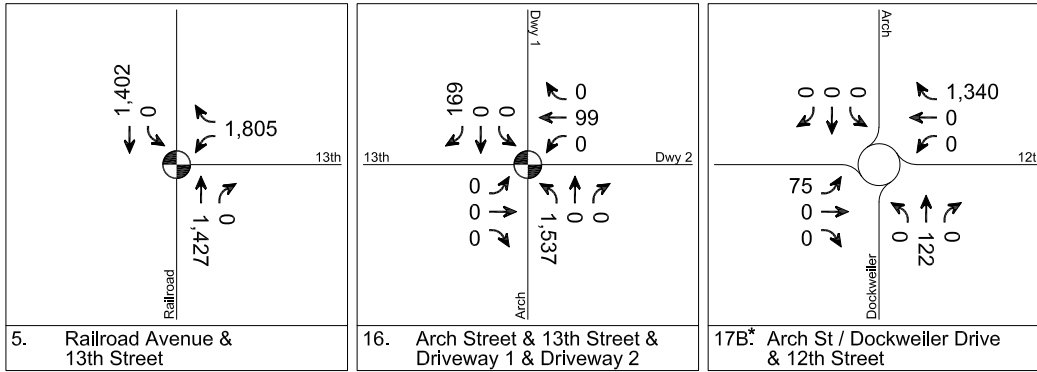 1,402
0
1,805
13th
1,427
0
Railroad
5. Railroad Avenue &
13th Street
Dwy 1
169
0
0
0
99
0
13th
Dwy 2
0
0
0
1,537
0
0
Arch
16. Arch Street & 13th Street &
Driveway 1 & Driveway 2
Arch
0
0
0
1,340
0
0
12t
75
0
0
0
122
0
Dockweiler
17B.* Arch St / Dockweiler Drive
& 12th Street